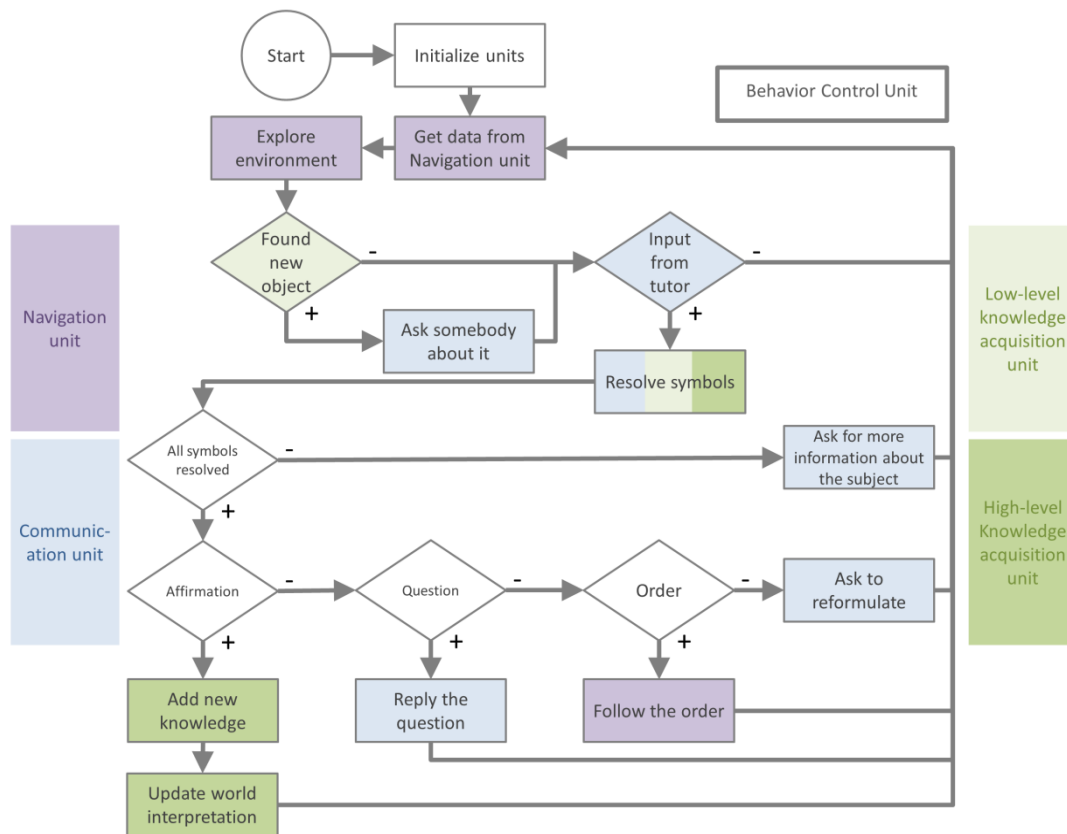 Start
Initialize units
Behavior Control Unit
Explore
environment
Get data from
Navigation unit
Found
new
object
-
Input
from
tutor
-
+
Ask somebody
about it
+
Resolve symbols
Navigation
unit
Low-level
knowledge
acquisition
unit
All symbols
resolved
-
Ask for more
information about
the subject
+
Communic-
ation unit
High-level
Knowledge
acquisition
unit
Affirmation
-
Question
-
Order
-
Ask to
reformulate
+
+
+
Add new
knowledge
Reply the
question
Follow the order
Update world
interpretation